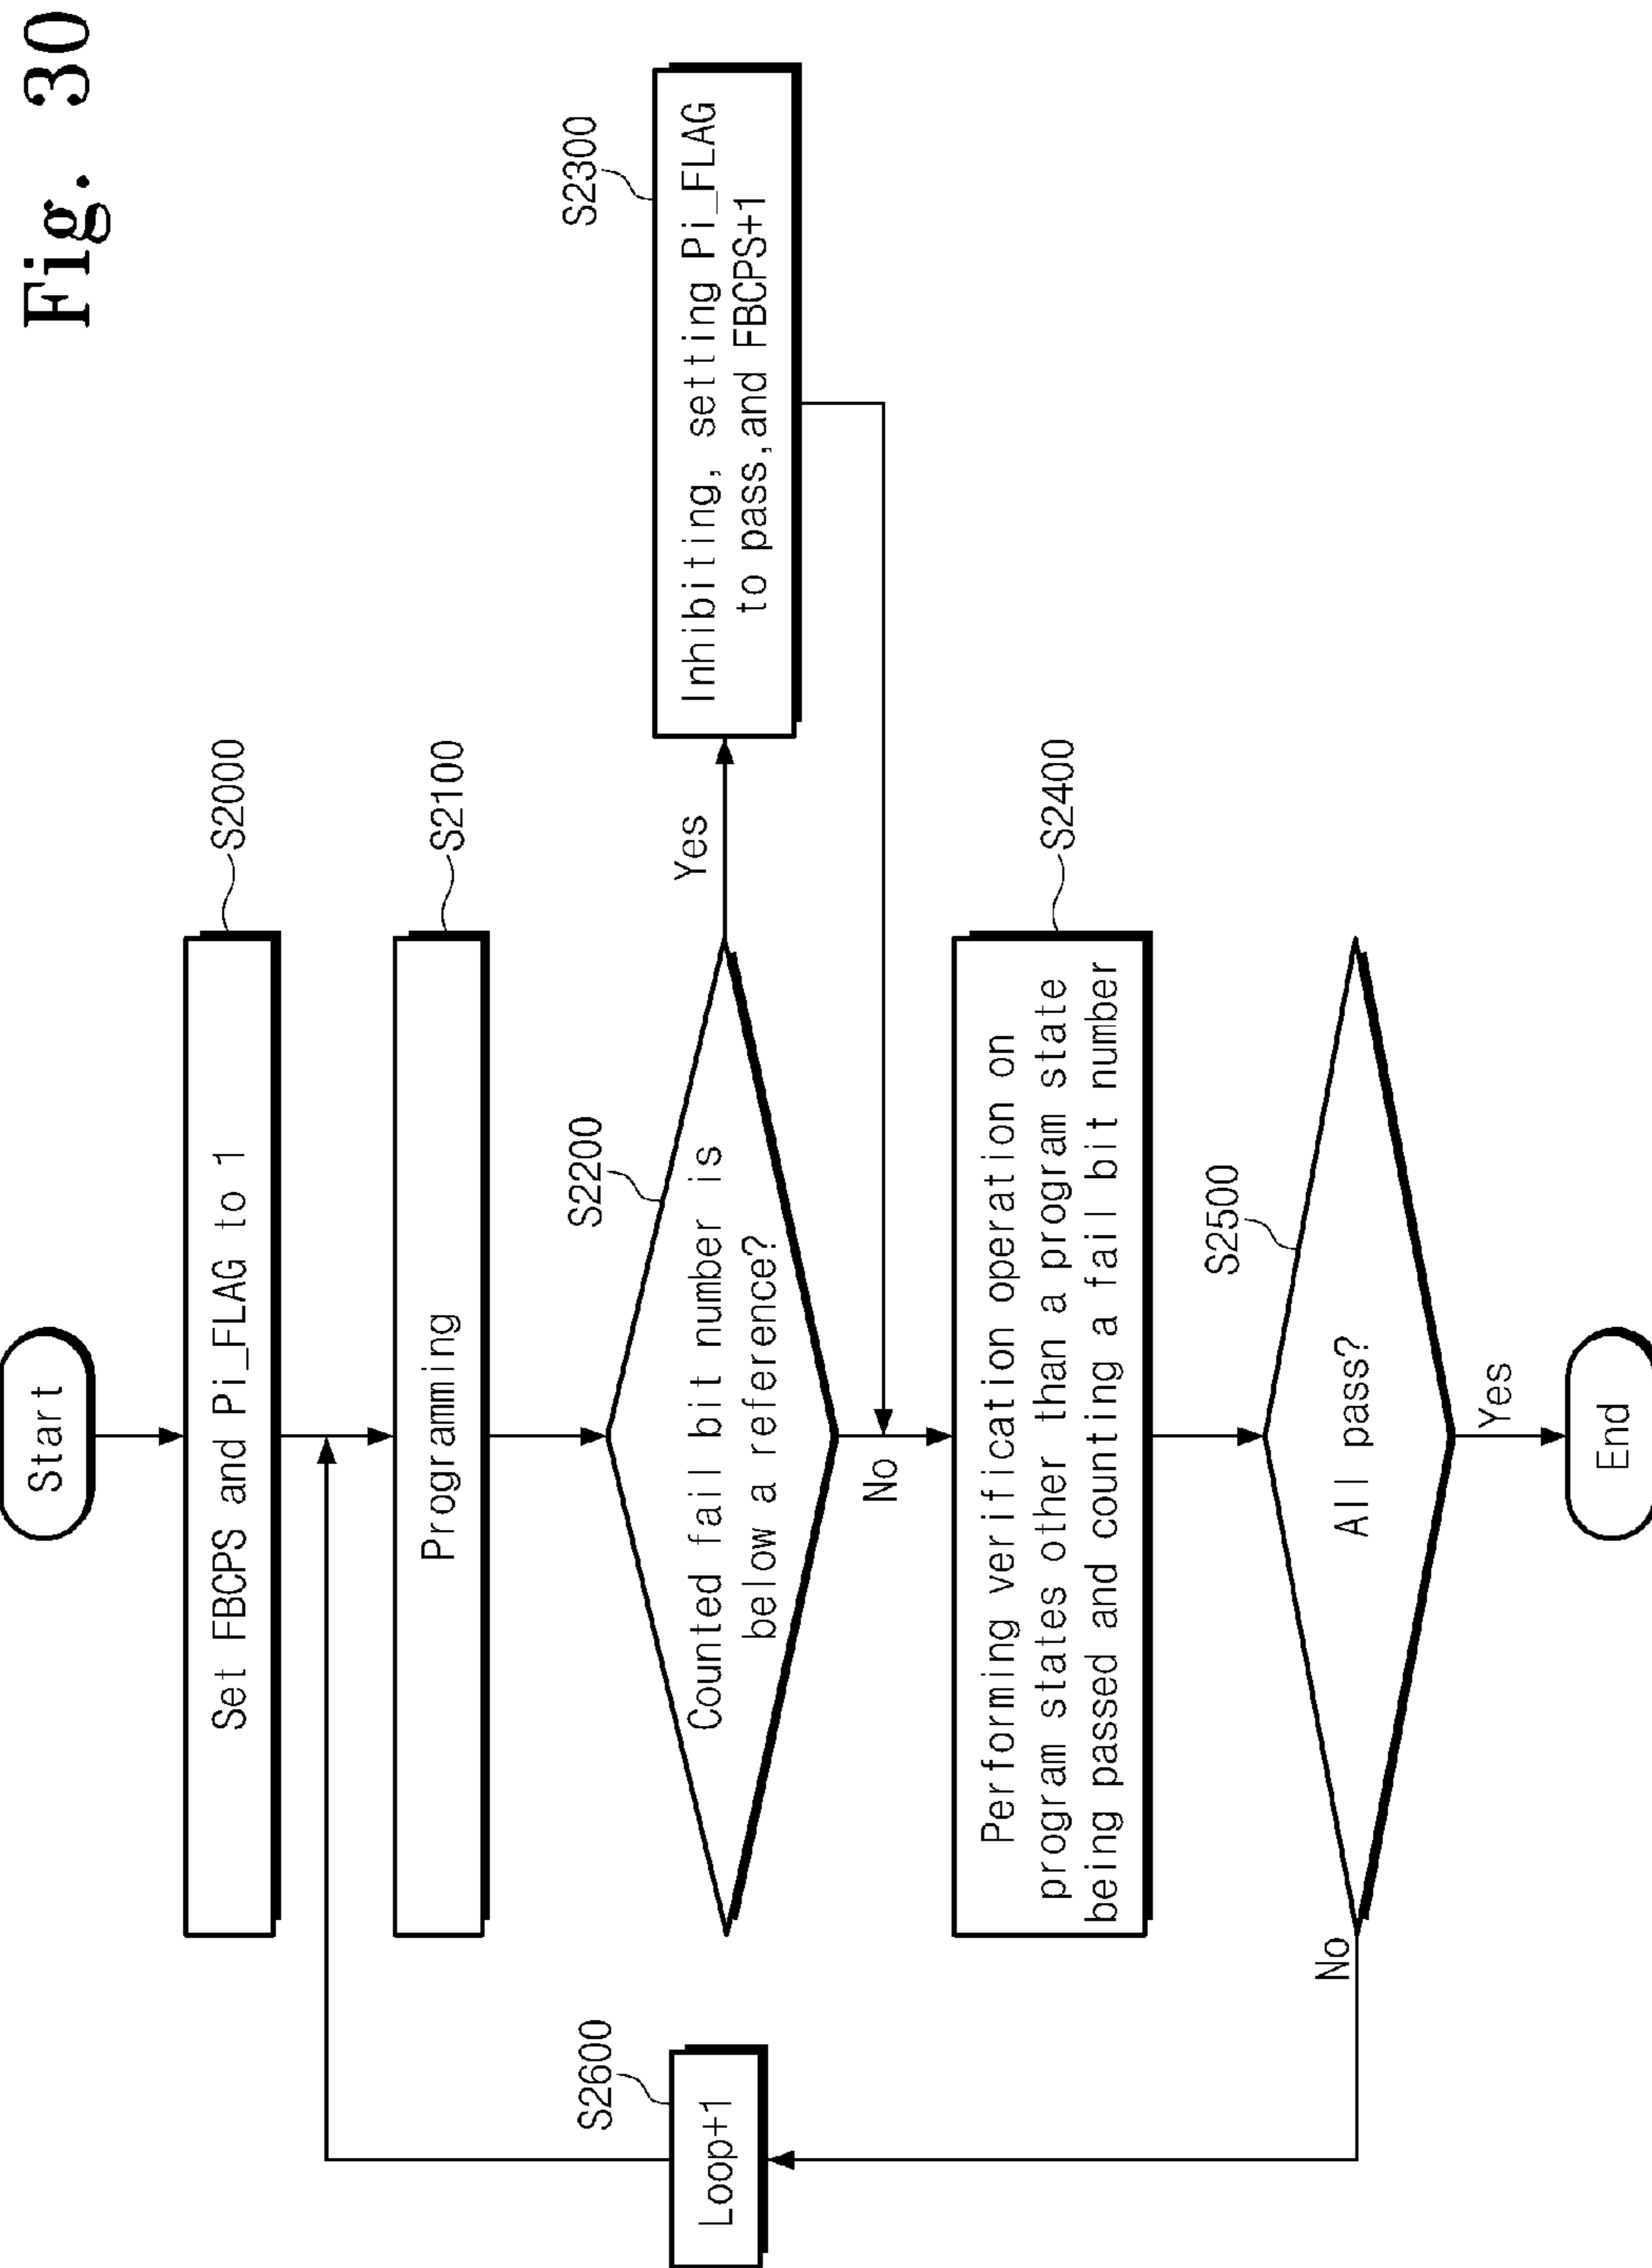 Fig. 30
Start
Set FBCPS and Pi_FLAG to 1
S2000
Programming
S2100
Counted fail bit number is
below a reference?
S2200
Yes
Inhibiting, setting Pi_FLAG
to pass,and FBCPS+1
S2300
No
Performing verification operation on
program states other than a program state
being passed and counting a fail bit number
S2400
All pass?
S2500
No
Loop+1
S2600
Yes
End